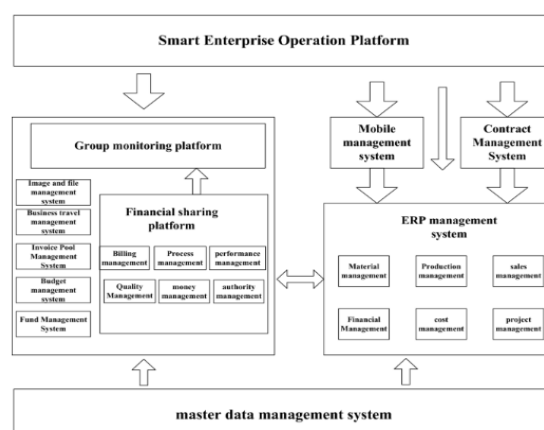 Smart Enterprise Operation Platform
Group monitoring platform
Mobile
management
system
Contract
Management
System
Image and file
management
system
Business travel
management
system
Invoice Pool
Management
System
Budget
management
system
Fund Management
System
Financial sharing
platform
Billing
management
Process
management
performance
management
Quality
Management
money
management
authority
management
ERP management
system
Material
management
Production
management
sales
management
Financial
Management
cost
management
project
management
master data management system